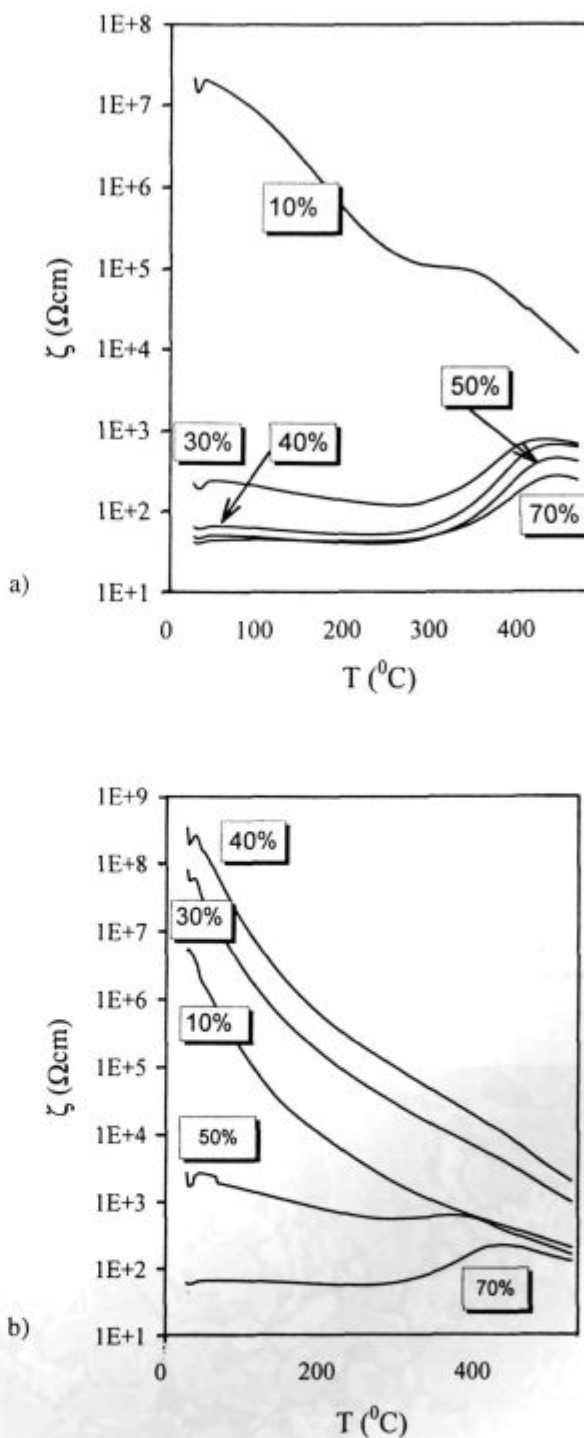 1E+8
1E+7
1E+6
10%
1E+5
ζ (Ωcm)
1E+4
50%
1E+3
30% 40%
1E+2
70%
1E+1
a)
0 100 200 300 400
T (⁰C)
1E+9
40%
1E+8
30%
1E+7
1E+6
10%
1E+5
ζ (Ωcm)
1E+4
50%
1E+3
1E+2
70%
1E+1
b)
0 200 400
T (⁰C)